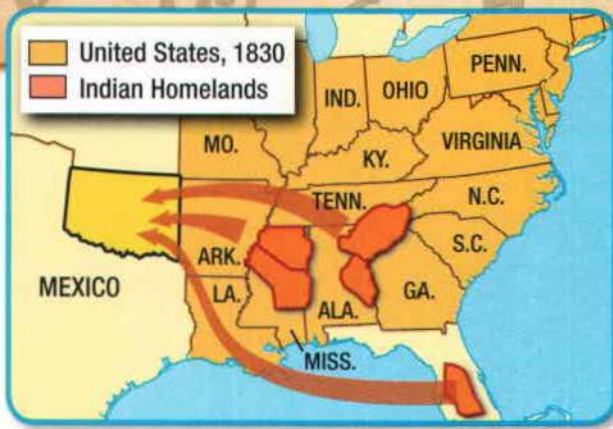 United States, 1830
Indian Homelands
PENN.
IND.
OHIO
MO.
KY.
VIRGINIA
TENN.
N.C.
S.C.
ARK.
MEXICO
LA.
ALA.
GA.
MISS.